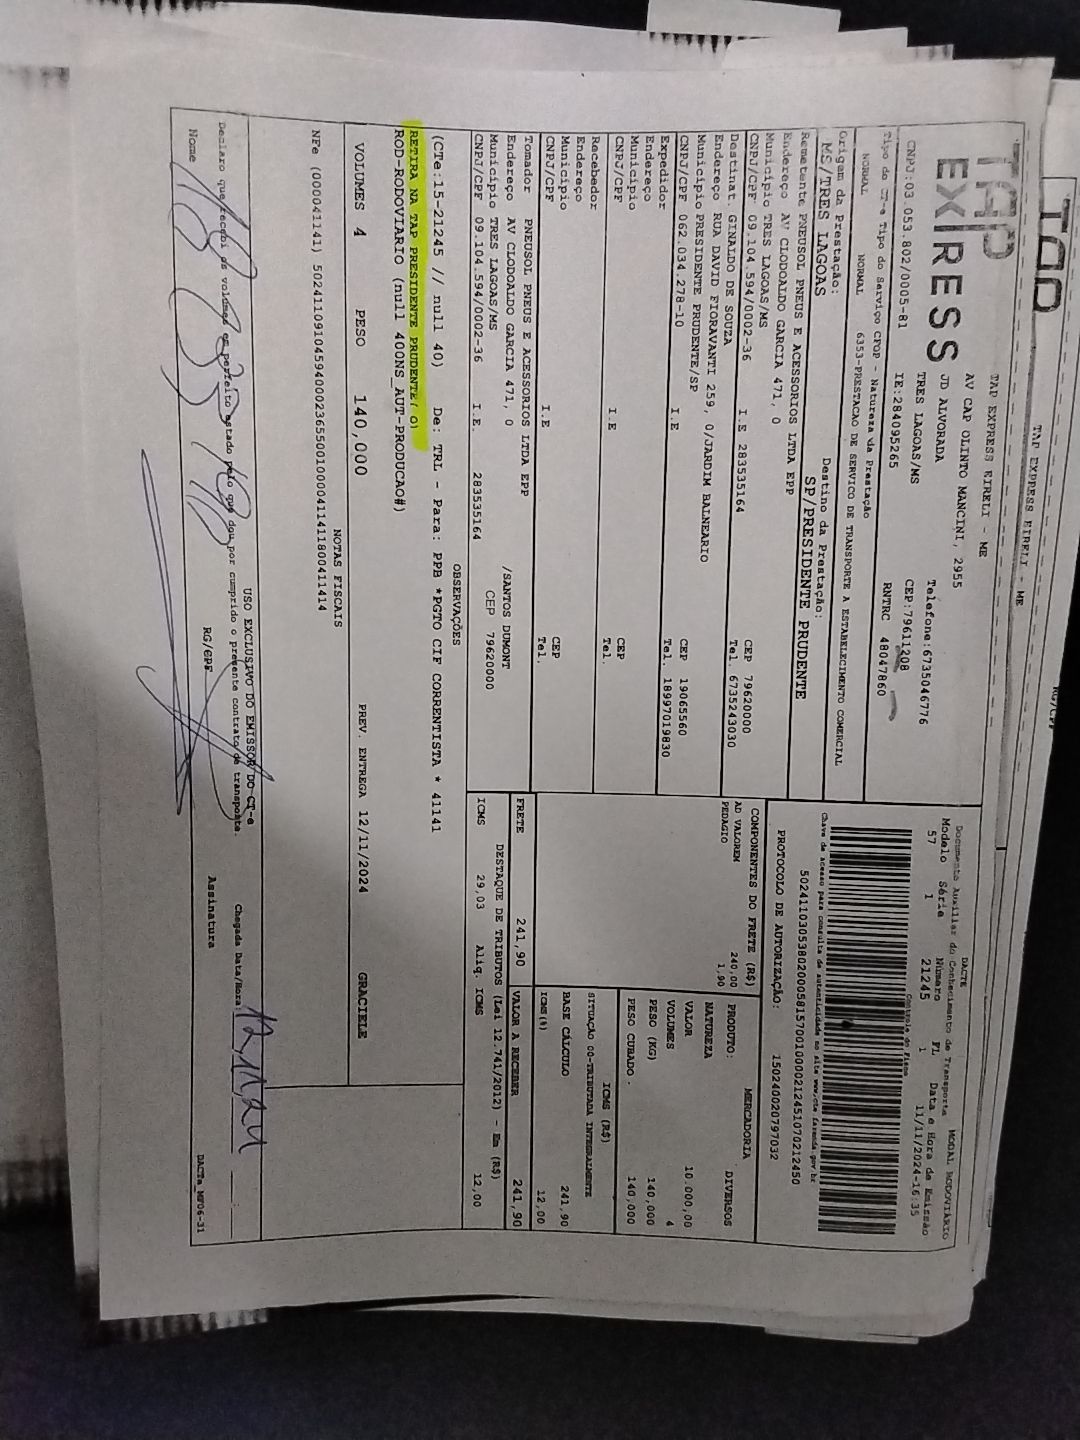 TAP EXPRESS EIRELI - ME
RG/CPF
TAP
EXPRESS
TAP EXPRESS EIRELI - ME
AV CAP OLINTO MANCINI, 2955
JD ALVORADA Telefone:6735046776
TRES LAGOAS/MS CEP:79611208
CNPJ:03.053.802/0005-81 IE:284095265 RNTRC 48047860
Tipo do CT-e Tipo do Serviço CFOP - Natureza da Prestação
NORMAL NORMAL 6353-PRESTACAO DE SERVICO DE TRANSPORTE A ESTABELECIMENTO COMERCIAL
Origem da Prestação: Destino da Prestação:
MS/TRES LAGOAS SP/PRESIDENTE PRUDENTE
Remetente PNEUSOL PNEUS E ACESSORIOS LTDA EPP
Endereço AV CLODOALDO GARCIA 471, 0
Município TRES LAGOAS/MS CEP 79620000
CNPJ/CPF 09.104.594/0002-36 I.E 283535164 Tel. 6735243030
Destinat. GINALDO DE SOUZA
Endereço RUA DAVID FIORAVANTI 259, 0/JARDIM BALNEARIO
Município PRESIDENTE PRUDENTE/SP CEP 19065560
CNPJ/CPF 062.034.278-10 I.E Tel. 18997019830
Expedidor
Endereço
Município CEP
CNPJ/CPF I.E Tel.
Recebedor
Endereço
Município CEP
CNPJ/CPF I.E Tel.
Tomador PNEUSOL PNEUS E ACESSORIOS LTDA EPP
Endereço AV CLODOALDO GARCIA 471, 0 /SANTOS DUMONT
Município TRES LAGOAS/MS CEP 79620000
CNPJ/CPF 09.104.594/0002-36 I.E. 283535164
DACTE MODAL RODOVIÁRIO
Documento Auxiliar do Conhecimento de Transporte
Modelo Série Número FL Data e Hora de Emissão
57 1 21245 1 11/11/2024-16:35
Controle do Fisco
Chave de acesso para consulta de autenticidade no site www.cte.fazenda.gov.br
50241103053802000581570010000212451070212450
PROTOCOLO DE AUTORIZAÇÃO: 150240020797032
COMPONENTES DO FRETE (R$)
AD VALOREM 240,00
PEDAGIO 1,90
MERCADORIA
PRODUTO: DIVERSOS
NATUREZA
VALOR 10.000,00
VOLUMES 4
PESO (KG) 140,000
PESO CUBADO . 140,000
ICMS (R$)
SITUAÇÃO 00-TRIBUTADA INTEGRALMENTE
BASE CÁLCULO 241,90
ICMS(%) 12,00
FRETE 241,90 VALOR A RECEBER 241,90
DESTAQUE DE TRIBUTOS (Lei 12.741/2012) - Em (R$)
ICMS 29,03 Aliq. ICMS 12,00
OBSERVAÇÕES
(CTe:15-21245 // null 40) De: TRL - Para: PPB *PGTO CIF CORRENTISTA * 41141
RETIRA NA TAP PRESIDENTE PRUDENTE( 0)
ROD-RODOVIARIO (null 400NS_AUT-PRODUCAO#)
VOLUMES 4 PESO 140,000 PREV. ENTREGA 12/11/2024 GRACIELE
NOTAS FISCAIS
NFe (000041141) 50241109104594000236550010000411411800411414
USO EXCLUSIVO DO EMISSOR DO CT-e
Declaro que recebi os volumes em perfeito estado pelo que dou por cumprido o presente contrato de transporte.
Chegada Data/Hora 12/11/24
Nome RG/CPF Assinatura
DACTe_MF06-31